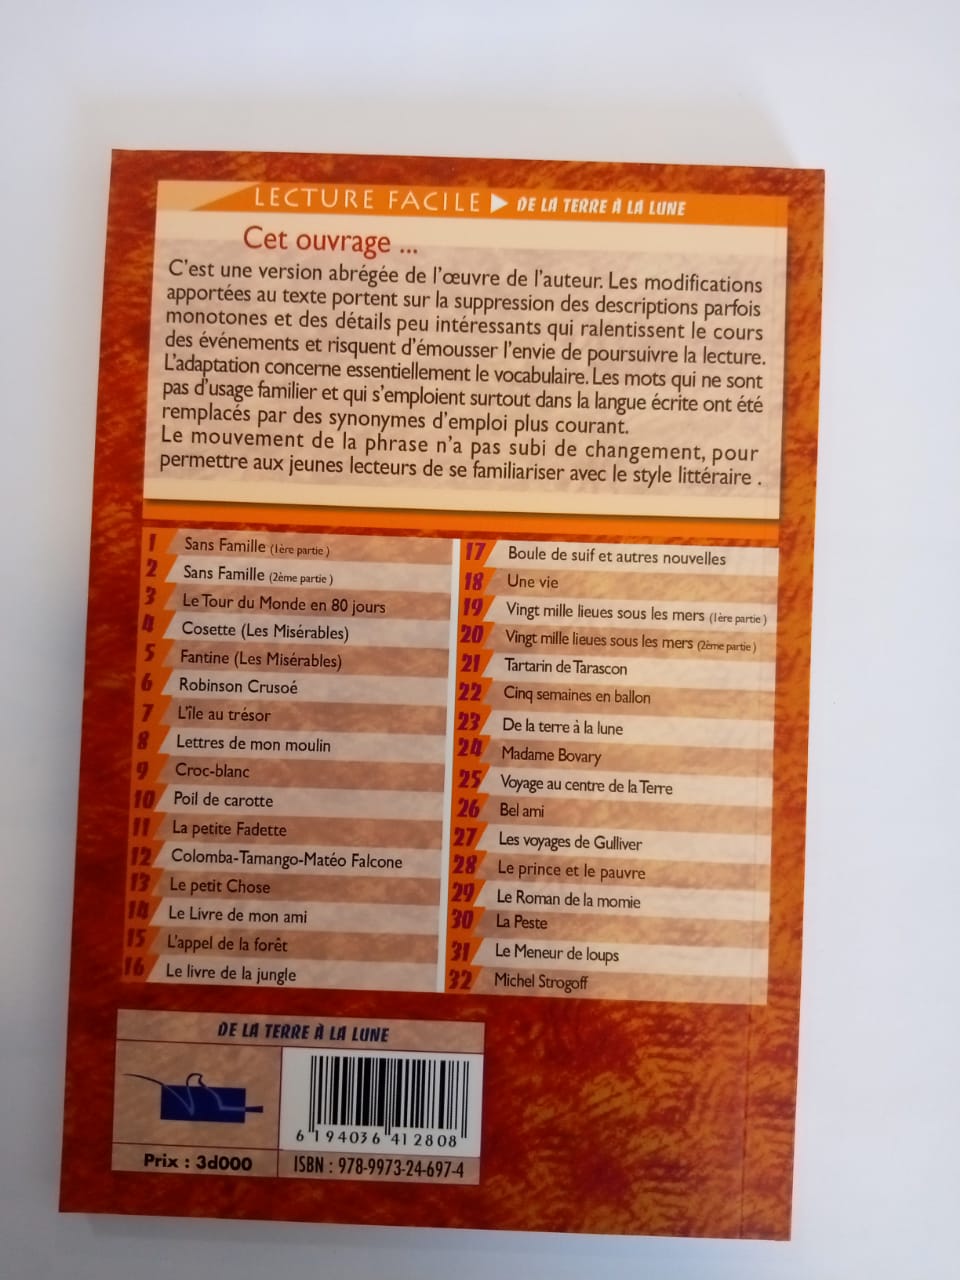 LECTURE FACILE ▶ DE LA TERRE À LA LUNE
Cet ouvrage ...
C'est une version abrégée de l'œuvre de l'auteur. Les modifications
apportées au texte portent sur la suppression des descriptions parfois
monotones et des détails peu intéressants qui ralentissent le cours
des événements et risquent d'émousser l'envie de poursuivre la lecture.
L'adaptation concerne essentiellement le vocabulaire. Les mots qui ne sont
pas d'usage familier et qui s'emploient surtout dans la langue écrite ont été
remplacés par des synonymes d'emploi plus courant.
Le mouvement de la phrase n'a pas subi de changement, pour
permettre aux jeunes lecteurs de se familiariser avec le style littéraire .
1 Sans Famille (1ère partie )
2 Sans Famille (2ème partie )
3 Le Tour du Monde en 80 jours
4 Cosette (Les Misérables)
5 Fantine (Les Misérables)
6 Robinson Crusoé
7 L'île au trésor
8 Lettres de mon moulin
9 Croc-blanc
10 Poil de carotte
11 La petite Fadette
12 Colomba-Tamango-Matéo Falcone
13 Le petit Chose
14 Le Livre de mon ami
15 L'appel de la forêt
16 Le livre de la jungle
17 Boule de suif et autres nouvelles
18 Une vie
19 Vingt mille lieues sous les mers (1ère partie )
20 Vingt mille lieues sous les mers (2ème partie )
21 Tartarin de Tarascon
22 Cinq semaines en ballon
23 De la terre à la lune
24 Madame Bovary
25 Voyage au centre de la Terre
26 Bel ami
27 Les voyages de Gulliver
28 Le prince et le pauvre
29 Le Roman de la momie
30 La Peste
31 Le Meneur de loups
32 Michel Strogoff
DE LA TERRE À LA LUNE
6 194036 412808
Prix : 3d000
ISBN : 978-9973-24-697-4